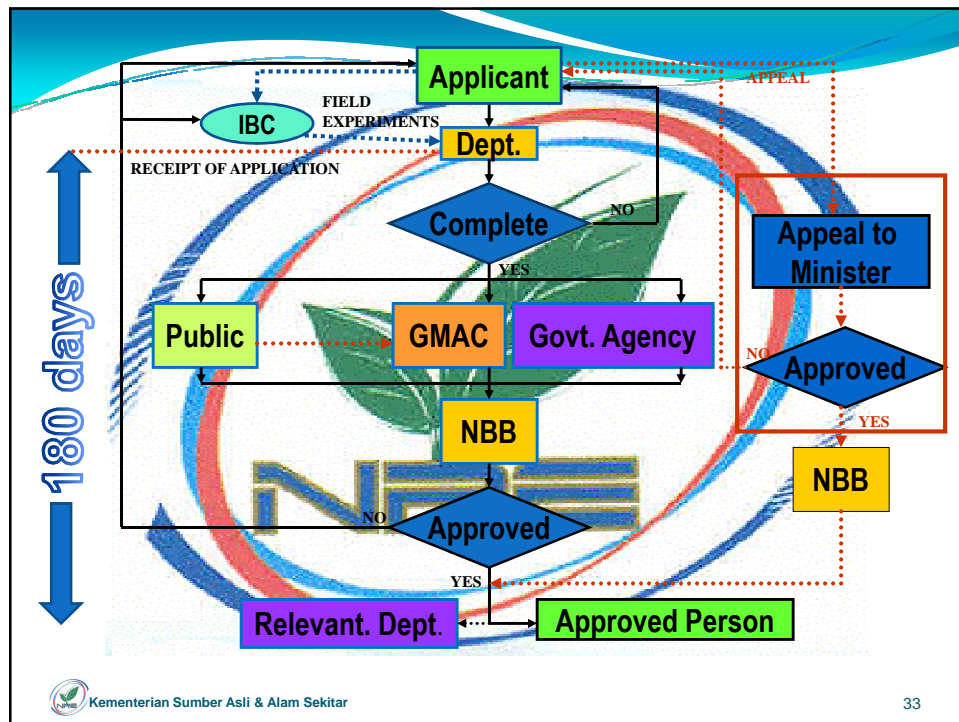 Applicant
APPEAL
FIELD
EXPERIMENTS
IBC
Dept.
RECEIPT OF APPLICATION
Complete
NO
YES
Appeal to
Minister
180 days
Public
GMAC
Govt. Agency
NO
Approved
YES
NBB
NBB
NRE
NO
Approved
YES
Relevant. Dept.
Approved Person
NRE
Kementerian Sumber Asli & Alam Sekitar
33